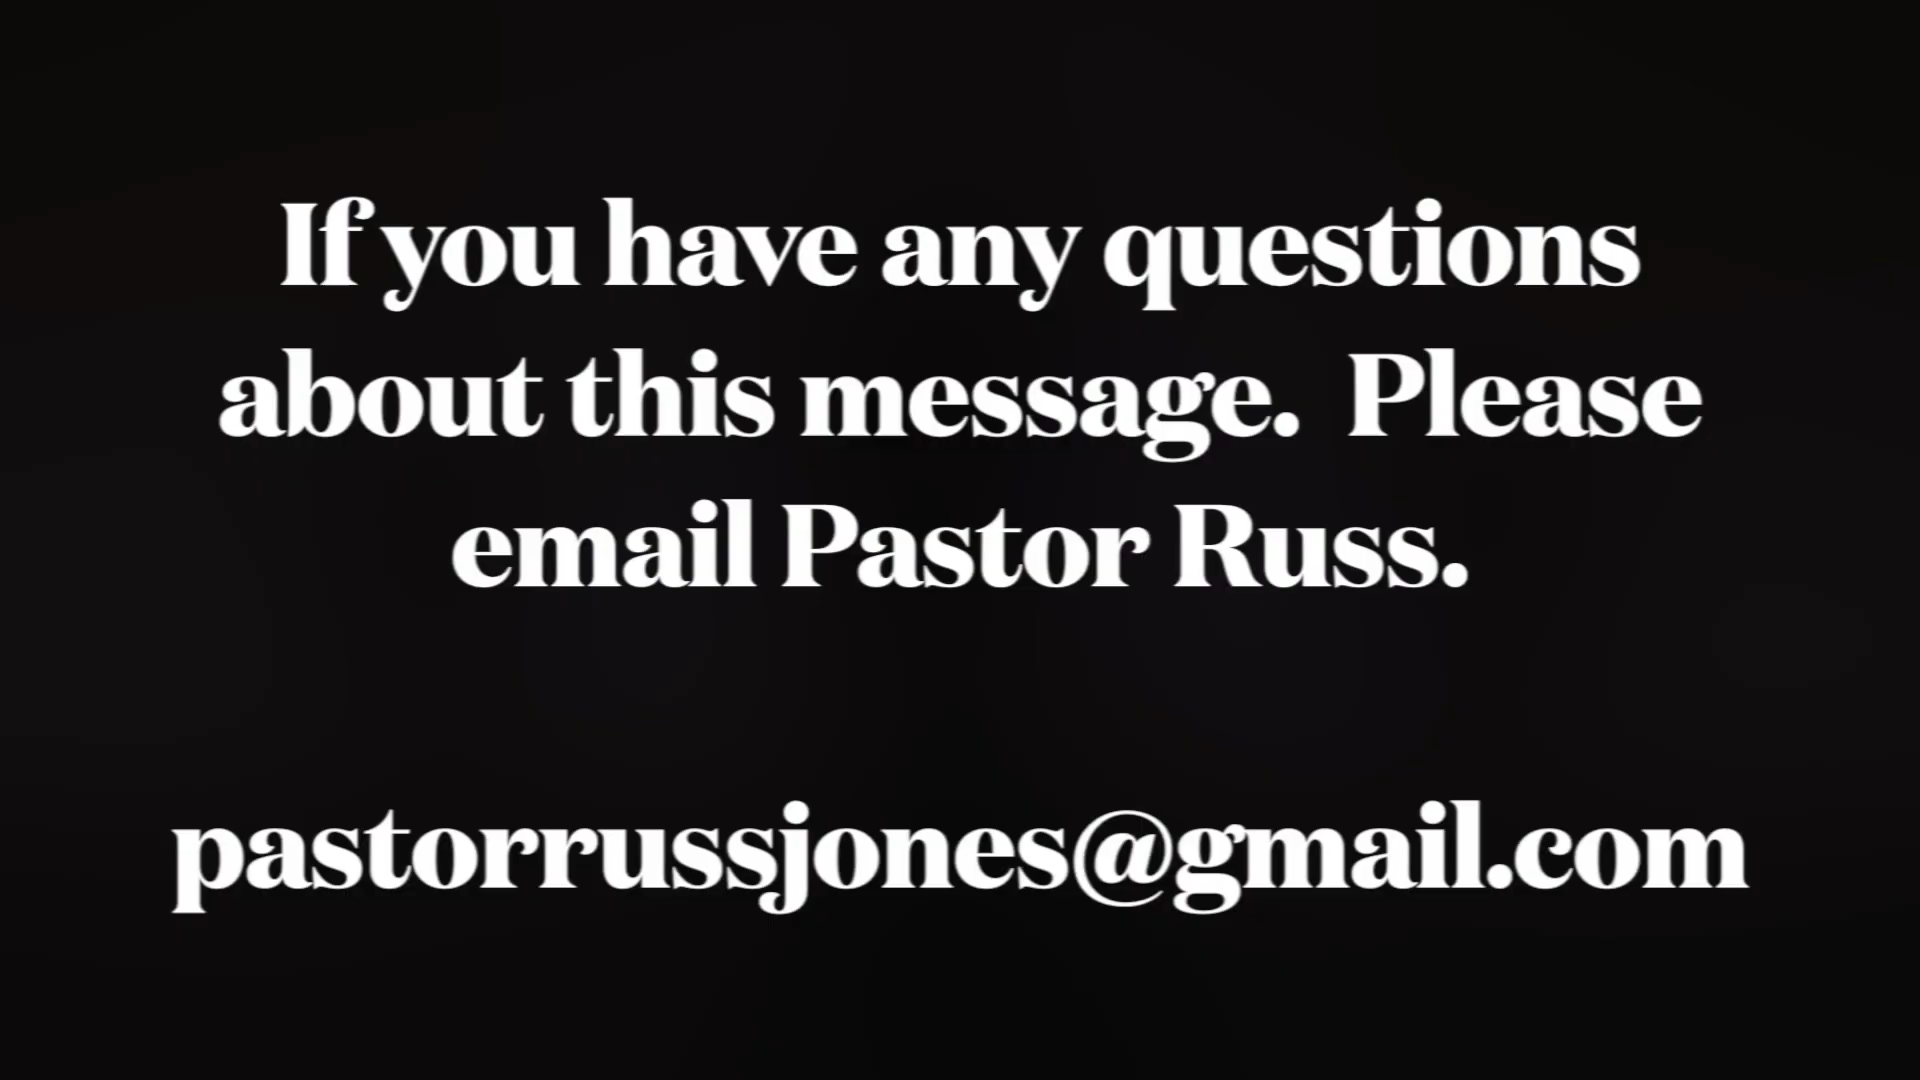 If you have any questions
about this message.  Please
email Pastor Russ.
pastorrussjones@gmail.com